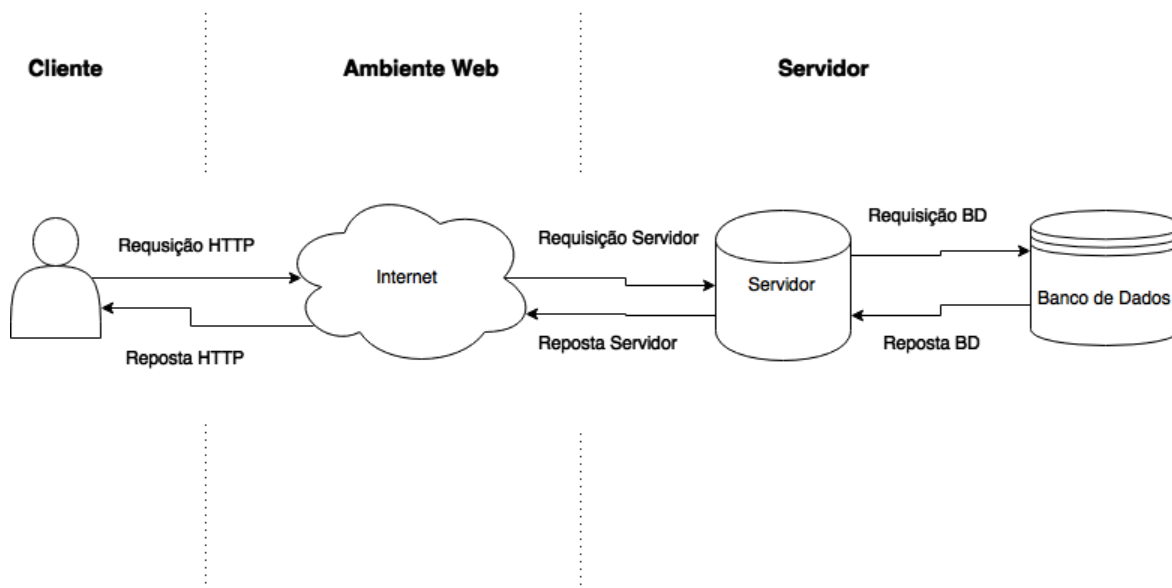 Cliente
Ambiente Web
Servidor
Requsição HTTP
Internet
Requisição Servidor
Servidor
Requisição BD
Banco de Dados
Reposta HTTP
Reposta Servidor
Reposta BD